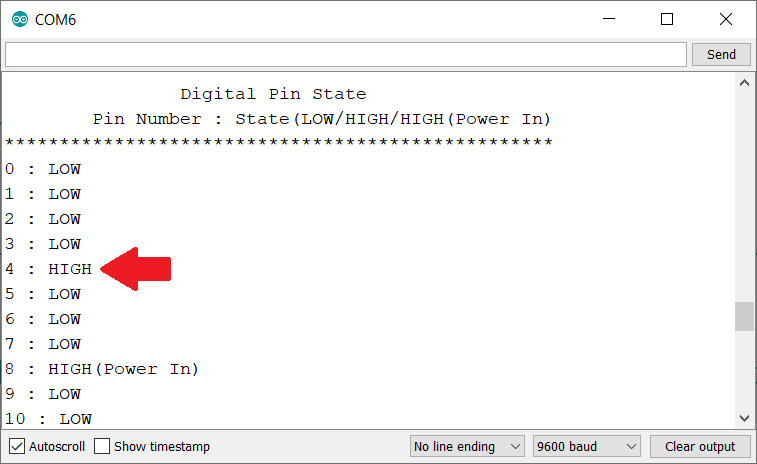 COM6
Send
Digital Pin State
Pin Number : State(LOW/HIGH/HIGH(Power In)
**************************************************
0 : LOW
1 : LOW
2 : LOW
3 : LOW
4 : HIGH
5 : LOW
6 : LOW
7 : LOW
8 : HIGH(Power In)
9 : LOW
10 : LOW
Autoscroll Show timestamp No line ending 9600 baud Clear output